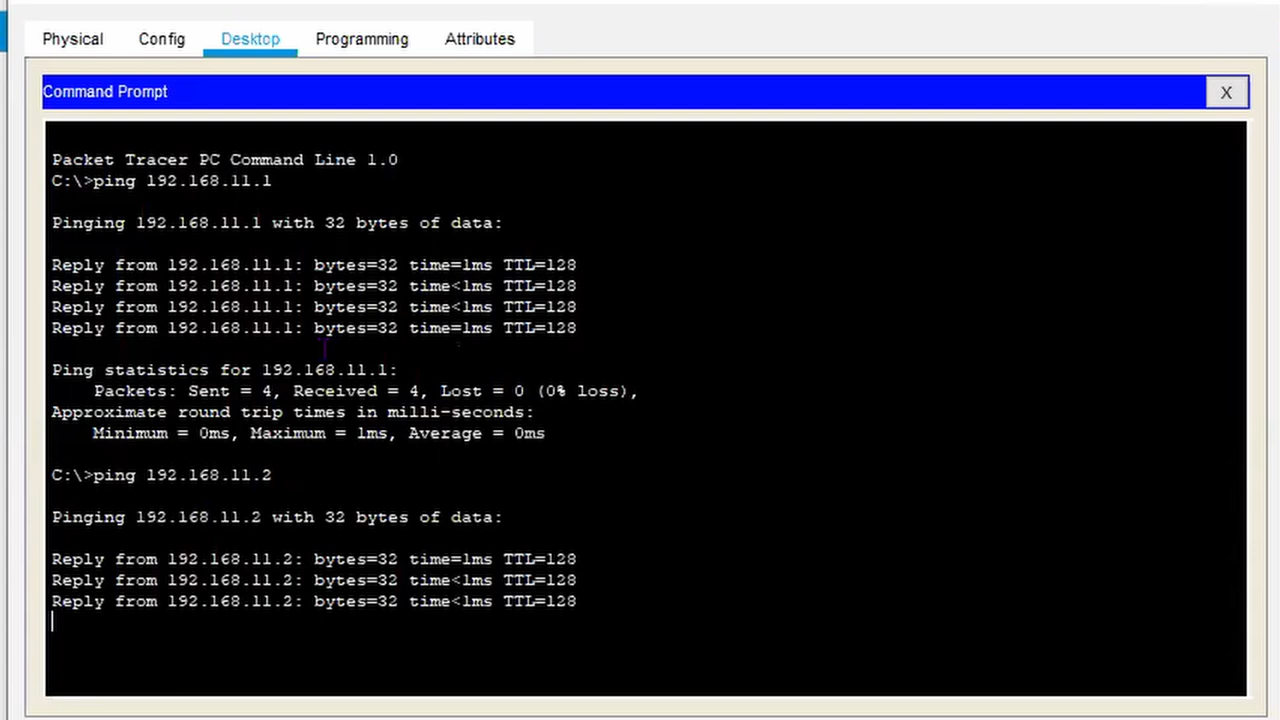 Physical Config Desktop Programming Attributes
Command Prompt
X
Packet Tracer PC Command Line 1.0
C:\>ping 192.168.11.1
Pinging 192.168.11.1 with 32 bytes of data:
Reply from 192.168.11.1: bytes=32 time=1ms TTL=128
Reply from 192.168.11.1: bytes=32 time<1ms TTL=128
Reply from 192.168.11.1: bytes=32 time<1ms TTL=128
Reply from 192.168.11.1: bytes=32 time=1ms TTL=128
Ping statistics for 192.168.11.1:
    Packets: Sent = 4, Received = 4, Lost = 0 (0% loss),
Approximate round trip times in milli-seconds:
    Minimum = 0ms, Maximum = 1ms, Average = 0ms
C:\>ping 192.168.11.2
Pinging 192.168.11.2 with 32 bytes of data:
Reply from 192.168.11.2: bytes=32 time=1ms TTL=128
Reply from 192.168.11.2: bytes=32 time<1ms TTL=128
Reply from 192.168.11.2: bytes=32 time<1ms TTL=128